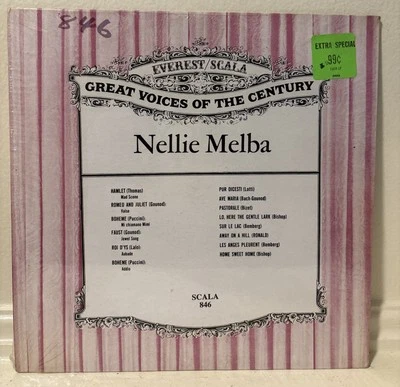 846
EXTRA SPECIAL
99¢
EVEREST/SCALA
GREAT VOICES OF THE CENTURY
Nellie Melba
HAMLET (Thomas)
Mad Scene
ROMEO AND JULIET (Gounod)
Valse
BOHEME (Puccini)
Mi chiamano Mimi
FAUST (Gounod)
Jewel Song
ROI D'YS (Lalo)
Aubade
BOHEME (Puccini)
Addio
PUR DICESTI (Lotti)
AVE MARIA (Bach-Gounod)
PASTORALE (Bizet)
LO, HERE THE GENTLE LARK (Bishop)
SUR LE LAC (Bemberg)
AWAY ON A HILL (RONALD)
LES ANGES PLEURENT (Bemberg)
HOME SWEET HOME (Bishop)
SCALA
846